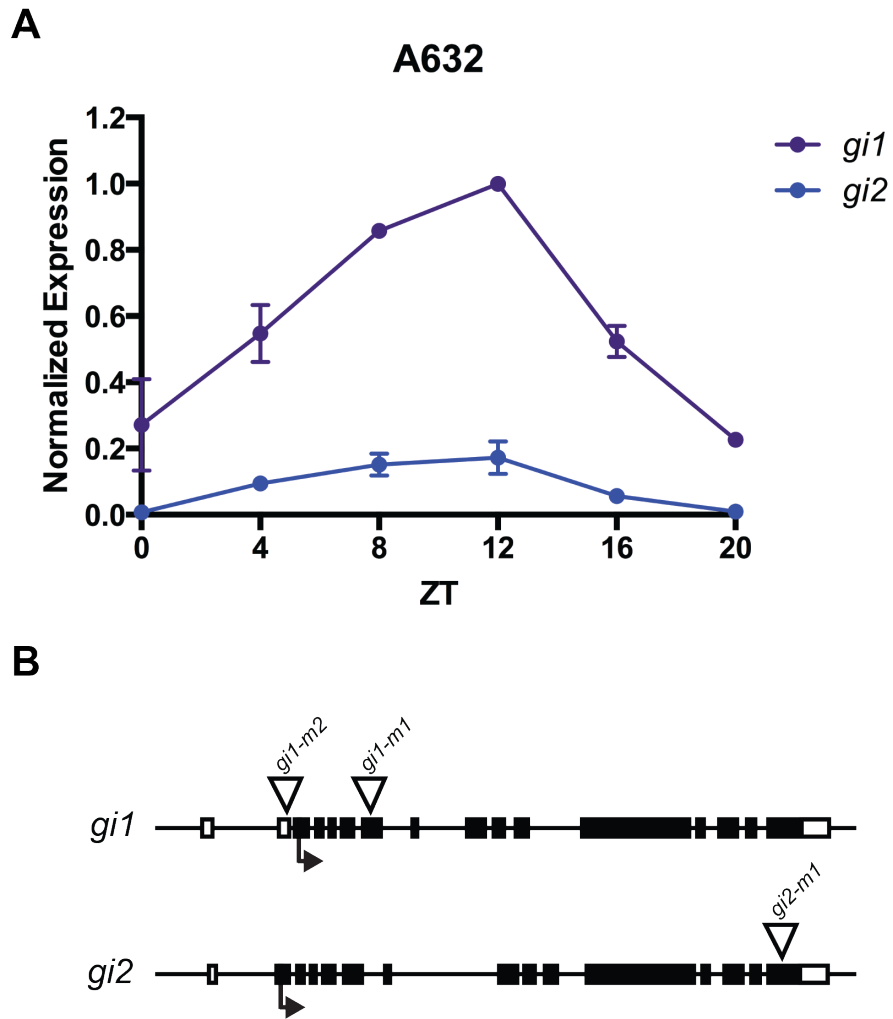 A
A632
gi1
gi2
Normalized Expression
1.2
1.0
0.8
0.6
0.4
0.2
0.0
0 4 8 12 16 20
ZT
B
gi1-m2 gi1-m1
gi1
gi2-m1
gi2